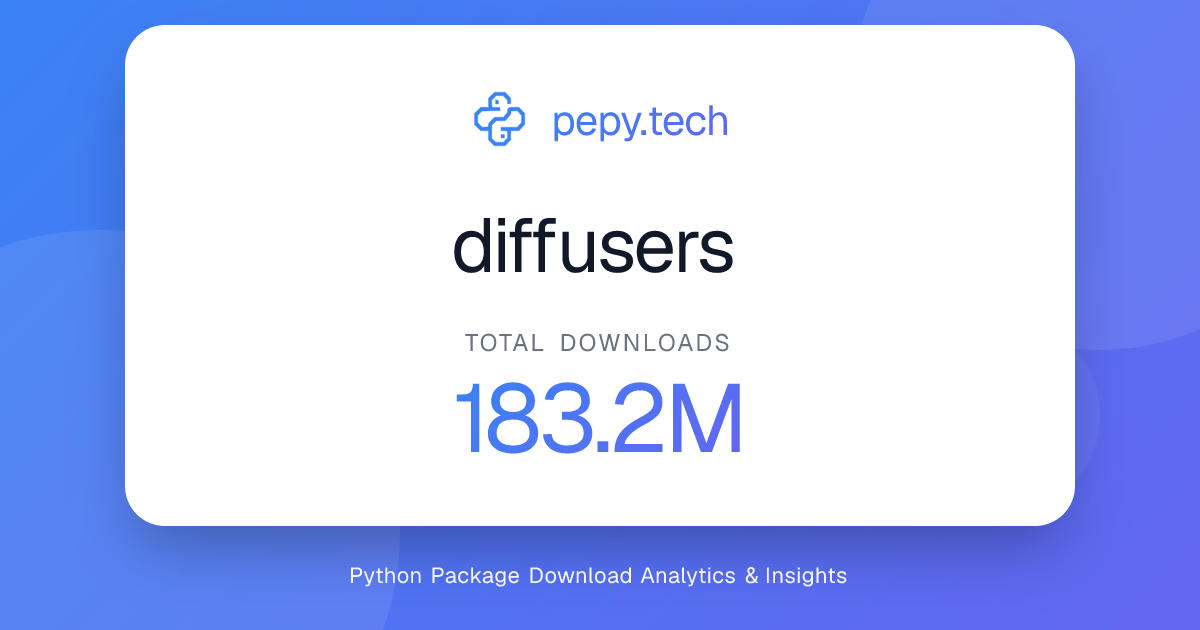 pepy.tech
diffusers
TOTAL DOWNLOADS
183.2M
Python Package Download Analytics & Insights